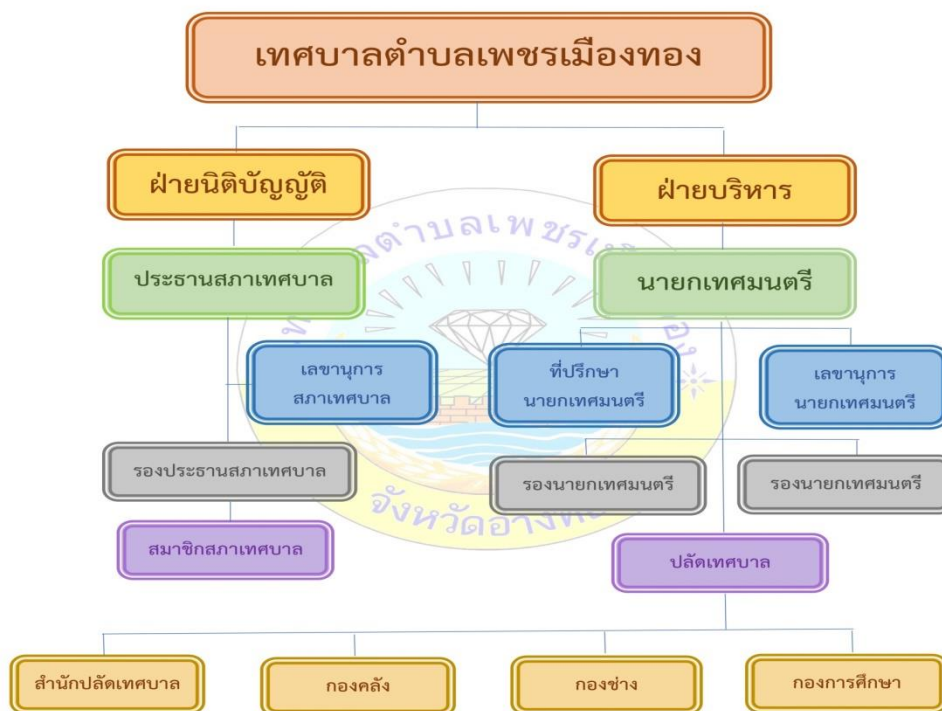 เทศบาลตำบลเพชรเมืองทอง
ฝ่ายนิติบัญญัติ
ฝ่ายบริหาร
ประธานสภาเทศบาล
นายกเทศมนตรี
เลขานุการ
สภาเทศบาล
ที่ปรึกษา
นายกเทศมนตรี
เลขานุการ
นายกเทศมนตรี
รองประธานสภาเทศบาล
รองนายกเทศมนตรี
รองนายกเทศมนตรี
สมาชิกสภาเทศบาล
ปลัดเทศบาล
สำนักปลัดเทศบาล
กองคลัง
กองช่าง
กองการศึกษา